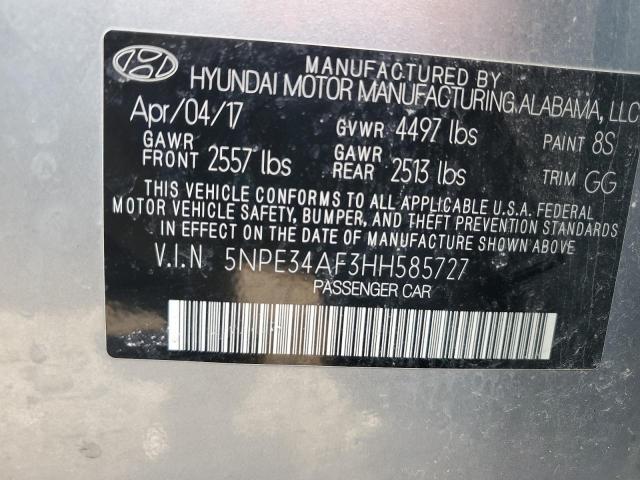 MANUFACTURED BY
HYUNDAI MOTOR MANUFACTURING ALABAMA, LLC
Apr/04/17 GVWR 4497 lbs PAINT 8S
GAWR FRONT 2557 lbs GAWR REAR 2513 lbs TRIM GG
THIS VEHICLE CONFORMS TO ALL APPLICABLE U.S.A. FEDERAL
MOTOR VEHICLE SAFETY, BUMPER, AND THEFT PREVENTION STANDARDS
IN EFFECT ON THE DATE OF MANUFACTURE SHOWN ABOVE.
V.I.N 5NPE34AF3HH585727
PASSENGER CAR